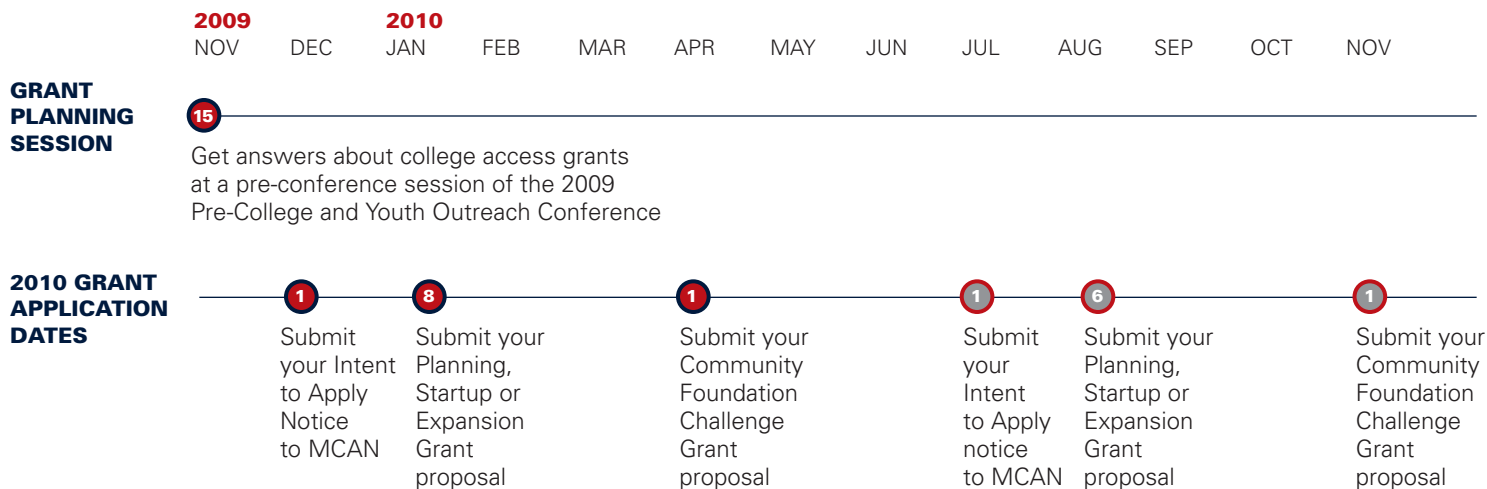 2009 2010
NOV DEC JAN FEB MAR APR MAY JUN JUL AUG SEP OCT NOV
GRANT
PLANNING
SESSION
15
Get answers about college access grants
at a pre-conference session of the 2009
Pre-College and Youth Outreach Conference
2010 GRANT
APPLICATION
DATES
1
Submit
your Intent
to Apply
Notice
to MCAN
8
Submit your
Planning,
Startup or
Expansion
Grant
proposal
1
Submit your
Community
Foundation
Challenge
Grant
proposal
1
Submit
your
Intent
to Apply
notice
to MCAN
6
Submit your
Planning,
Startup or
Expansion
Grant
proposal
1
Submit your
Community
Foundation
Challenge
Grant
proposal